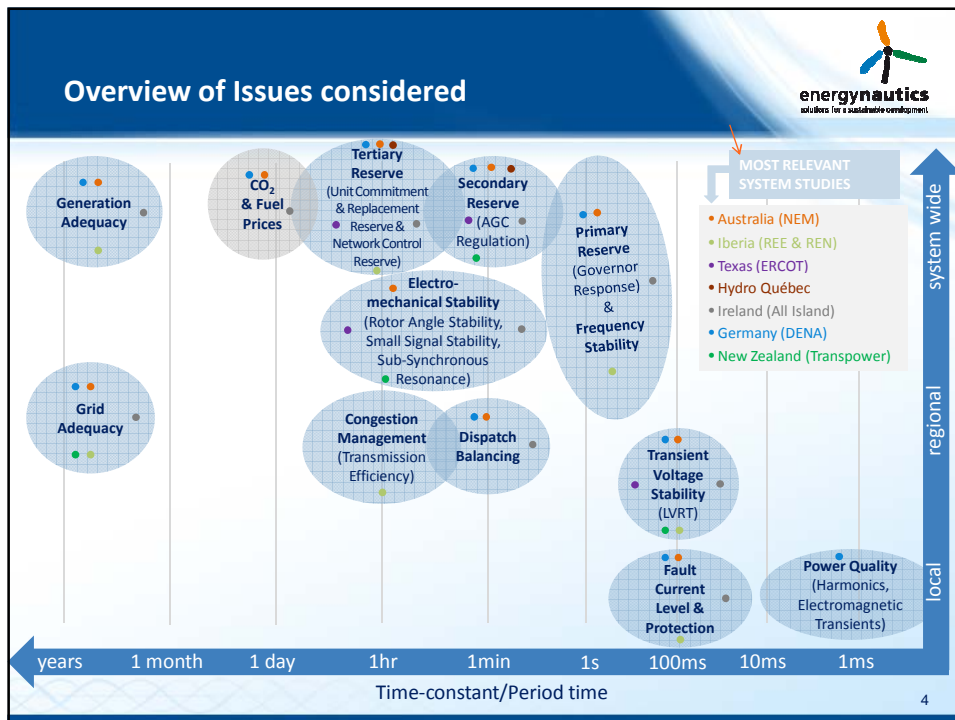 Overview of Issues considered
energynautics
solutions for a sustainable development
MOST RELEVANT
SYSTEM STUDIES
• Australia (NEM)
• Iberia (REE & REN)
• Texas (ERCOT)
• Hydro Québec
• Ireland (All Island)
• Germany (DENA)
• New Zealand (Transpower)
Generation
Adequacy
CO₂
& Fuel
Prices
Tertiary
Reserve
(Unit Commitment
& Replacement
Reserve &
Network Control
Reserve)
Secondary
Reserve
(AGC
Regulation)
Primary
Reserve
(Governor
Response)
&
Frequency
Stability
Electro-
mechanical Stability
(Rotor Angle Stability,
Small Signal Stability,
Sub-Synchronous
Resonance)
Grid
Adequacy
Congestion
Management
(Transmission
Efficiency)
Dispatch
Balancing
Transient
Voltage
Stability
(LVRT)
Fault
Current
Level &
Protection
Power Quality
(Harmonics,
Electromagnetic
Transients)
system wide
regional
local
years 1 month 1 day 1hr 1min 1s 100ms 10ms 1ms
Time-constant/Period time
4